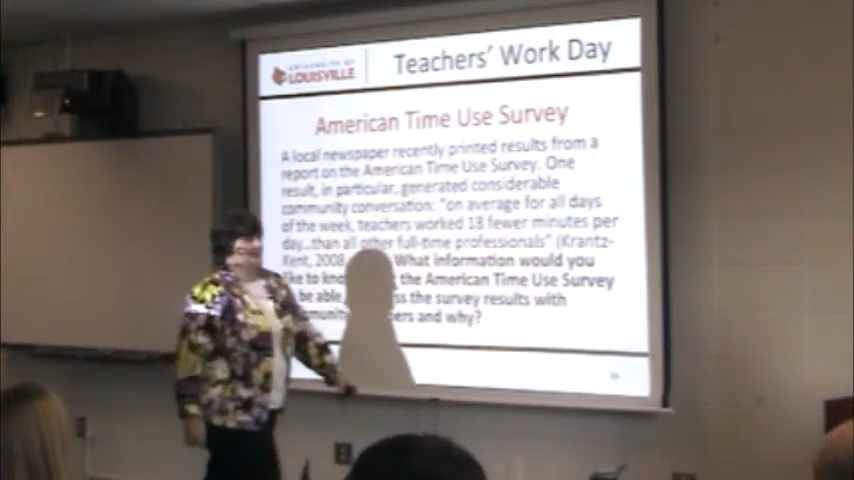 UNIVERSITY OF
LOUISVILLE
Teachers' Work Day
American Time Use Survey
A local newspaper recently printed results from a
report on the American Time Use Survey. One
result, in particular, generated considerable
community conversation: "on average for all days
of the week, teachers worked 18 fewer minutes per
day...than all other full-time professionals" (Krantz-
Kent, 2008 What information would you
like to the American Time Use Survey
be able the survey results with
and why?